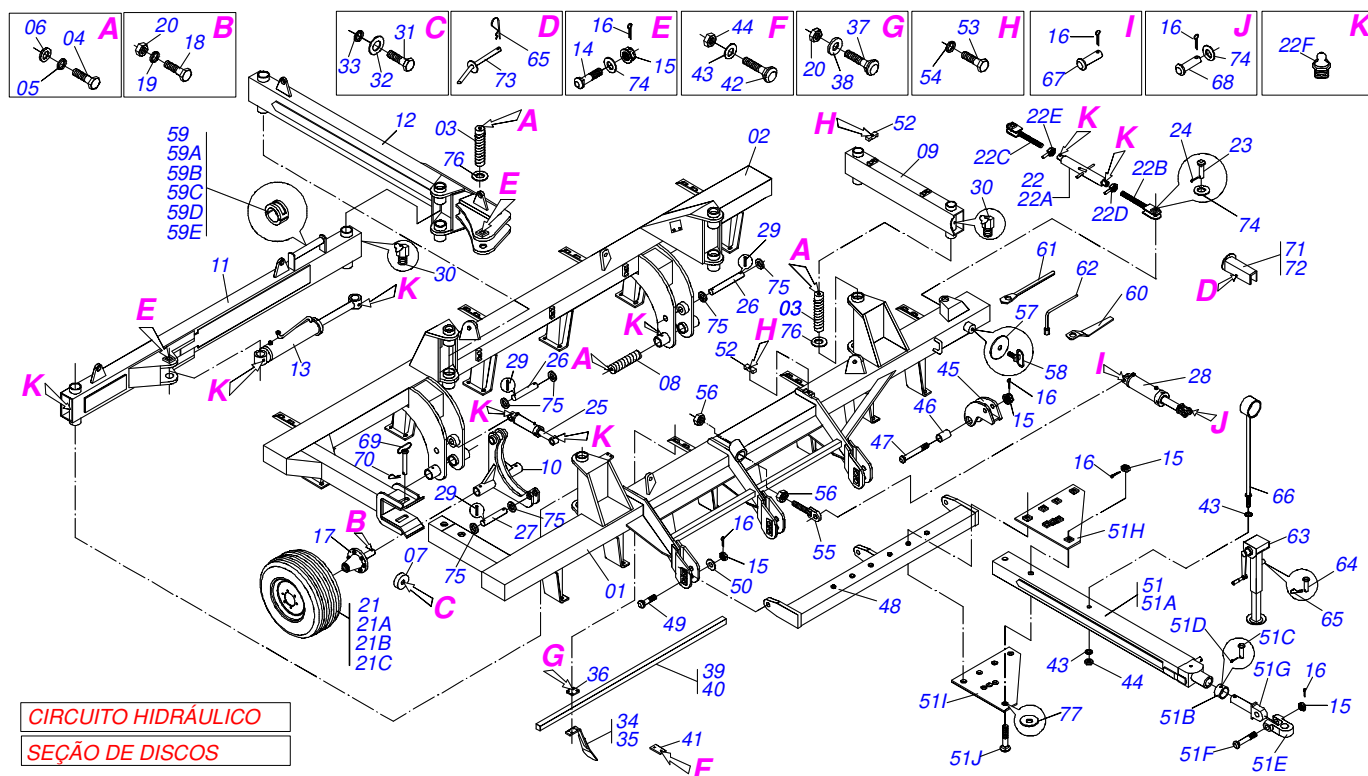 A
06
04
05
B
20
18
19
C
31
33
32
D
65
73
E
16
14
15
74
F
44
43
42
G
37
20
38
H
53
54
I
16
67
J
16
74
68
K
22F
12
03
A
76
E
02
59
59A
59B
59C
59D
59E
11
30
K
E
13
K
K
H
52
09
30
22E
K
K
22C
22
22A
22D
22B
24
23
74
71
72
D
29
75
26
75
A
03
76
K
A
08
H
52
61
62
60
57
58
29
26
75
75
K
25
K
10
69
70
29
27
75
75
B
17
07
C
21
21A
21B
21C
01
56
56
55
45
16
15
46
47
I
28
J
16
15
50
49
48
16
15
51H
66
43
63
64
65
51
51A
51D
51C
51G
16
15
51B
51F
51E
43
44
51I
77
51J
G
36
39
40
34
35
41
F
CIRCUITO HIDRÁULICO
SEÇÃO DE DISCOS